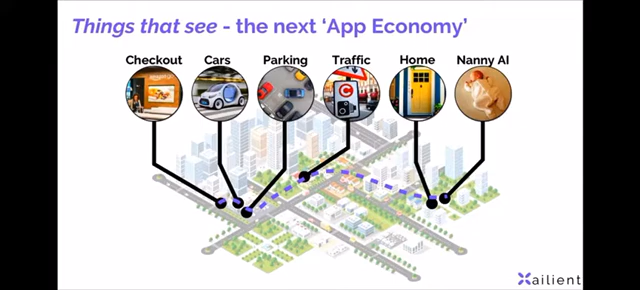 Things that see - the next 'App Economy'
Checkout
Cars
Parking
Traffic
Home
Nanny AI
C
Xailient